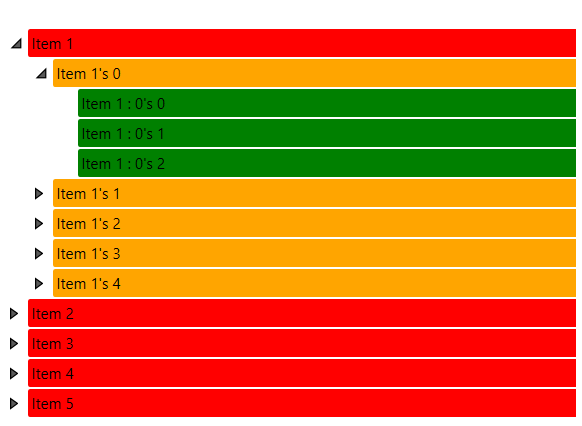 Item 1
Item 1's 0
Item 1 : 0's 0
Item 1 : 0's 1
Item 1 : 0's 2
Item 1's 1
Item 1's 2
Item 1's 3
Item 1's 4
Item 2
Item 3
Item 4
Item 5